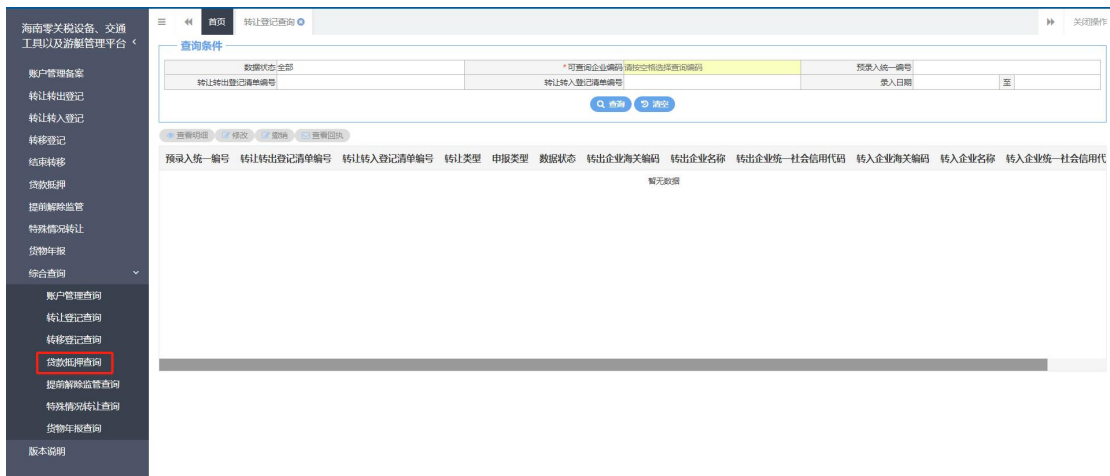 海南零关税设备、交通
工具以及游艇管理平台
账户管理备案
转让转出登记
转让转入登记
转移登记
结束转移
贷款抵押
提前解除监管
特殊情况转让
货物年报
综合查询
账户管理查询
转让登记查询
转移登记查询
贷款抵押查询
提前解除监管查询
特殊情况转让查询
货物年报查询
版本说明
首页 转让登记查询 关闭操作
查询条件
数据状态 全部 *可查询企业编码 请按空格选择查询编码 预录入统一编号
转让转出登记清单编号 转让转入登记清单编号 录入日期 至
查询 清空
查看明细 修改 撤销 查看回执
预录入统一编号 转让转出登记清单编号 转让转入登记清单编号 转让类型 申报类型 数据状态 转出企业海关编码 转出企业名称 转出企业统一社会信用代码 转入企业海关编码 转入企业名称 转入企业统一社会信用代
暂无数据